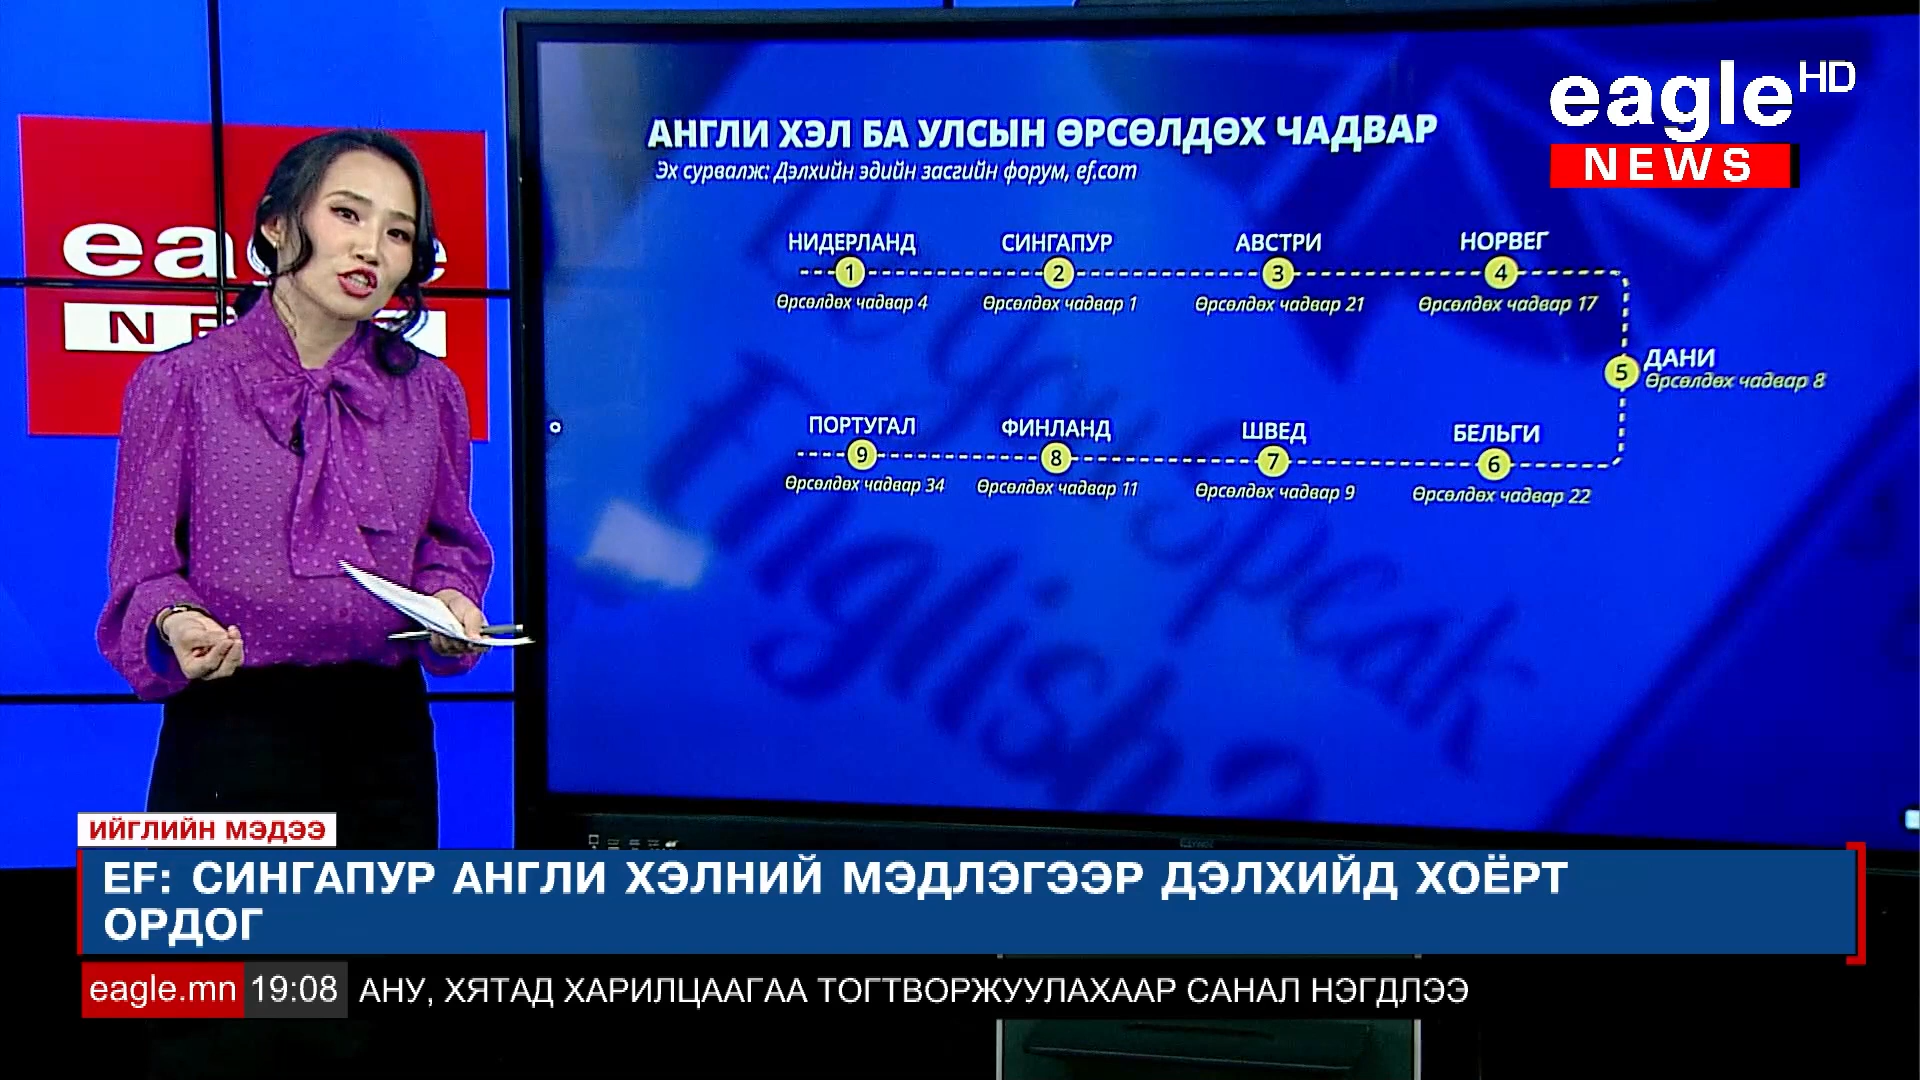 eagle HD
NEWS
АНГЛИ ХЭЛ БА УЛСЫН ӨРСӨЛДӨХ ЧАДВАР
Эх сурвалж: Дэлхийн эдийн засгийн форум, ef.com
НИДЕРЛАНД
1
Өрсөлдөх чадвар 4
СИНГАПУР
2
Өрсөлдөх чадвар 1
АВСТРИ
3
Өрсөлдөх чадвар 21
НОРВЕГ
4
Өрсөлдөх чадвар 17
ДАНИ
5
Өрсөлдөх чадвар 8
ПОРТУГАЛ
9
Өрсөлдөх чадвар 34
ФИНЛАНД
8
Өрсөлдөх чадвар 11
ШВЕД
7
Өрсөлдөх чадвар 9
БЕЛЬГИ
6
Өрсөлдөх чадвар 22
you speak
English?
ИЙГЛИЙН МЭДЭЭ
EF: СИНГАПУР АНГЛИ ХЭЛНИЙ МЭДЛЭГЭЭР ДЭЛХИЙД ХОЁРТ
ОРДОГ
eagle.mn 19:08 АНУ, ХЯТАД ХАРИЛЦААГАА ТОГТВОРЖУУЛАХААР САНАЛ НЭГДЛЭЭ